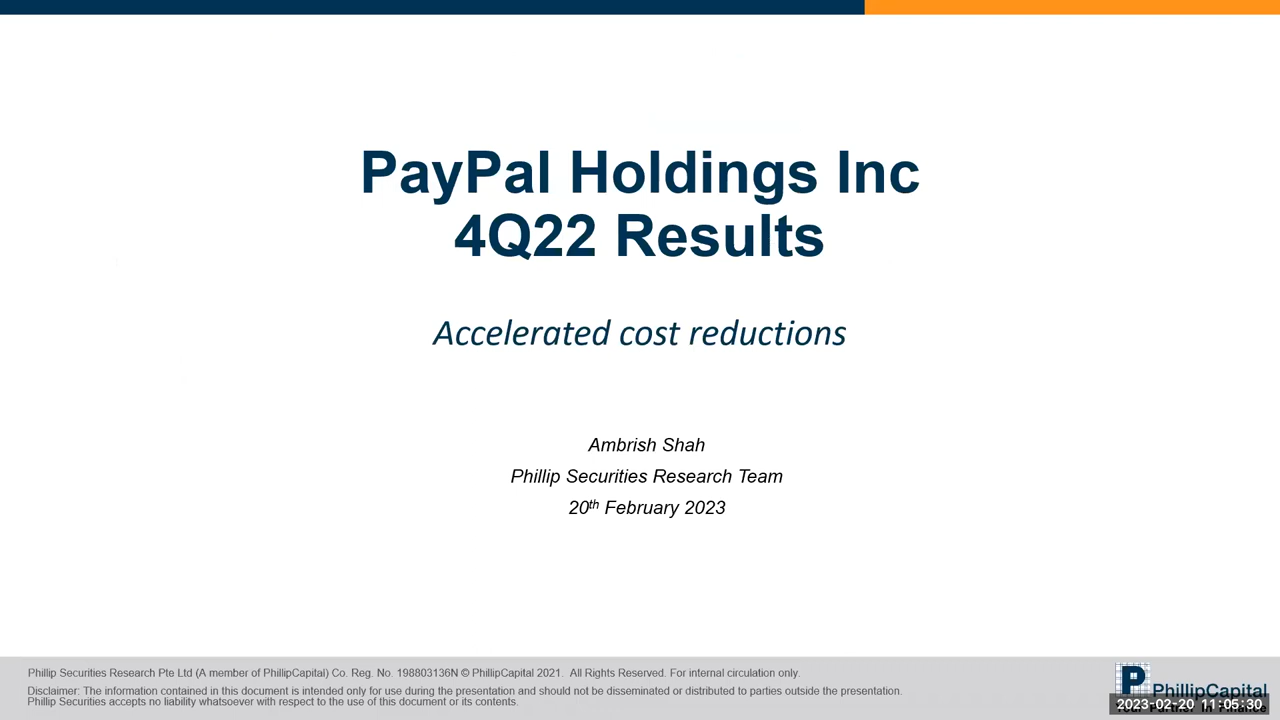 PayPal Holdings Inc
4Q22 Results
Accelerated cost reductions
Ambrish Shah
Phillip Securities Research Team
20th February 2023
Phillip Securities Research Pte Ltd (A member of PhillipCapital) Co. Reg. No. 198803136N © PhillipCapital 2021. All Rights Reserved. For internal circulation only.
Disclaimer: The information contained in this document is intended only for use during the presentation and should not be disseminated or distributed to parties outside the presentation.
Phillip Securities accepts no liability whatsoever with respect to the use of this document or its contents.
PhillipCapital
Your Partner In Finance
2023-02-20 11:05:30